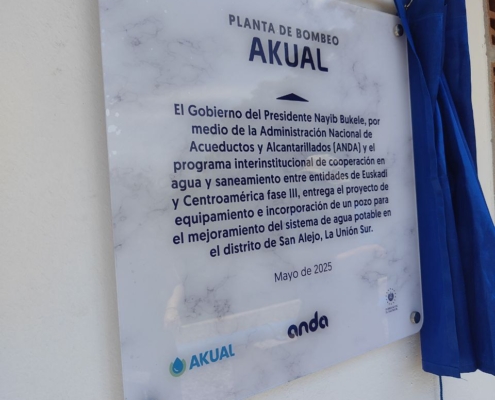 PLANTA DE BOMBEO
AKUAL
El Gobierno del Presidente Nayib Bukele, por
medio de la Administración Nacional de
Acueductos y Alcantarillados [ANDA] y el
programa interinstitucional de cooperación en
agua y saneamiento entre entidades de Euskadi
y Centroamérica fase III, entrega el proyecto de
equipamiento e incorporación de un pozo para
el mejoramiento del sistema de agua potable en
el distrito de San Alejo, La Unión Sur.
Mayo de 2025
AKUAL
anda